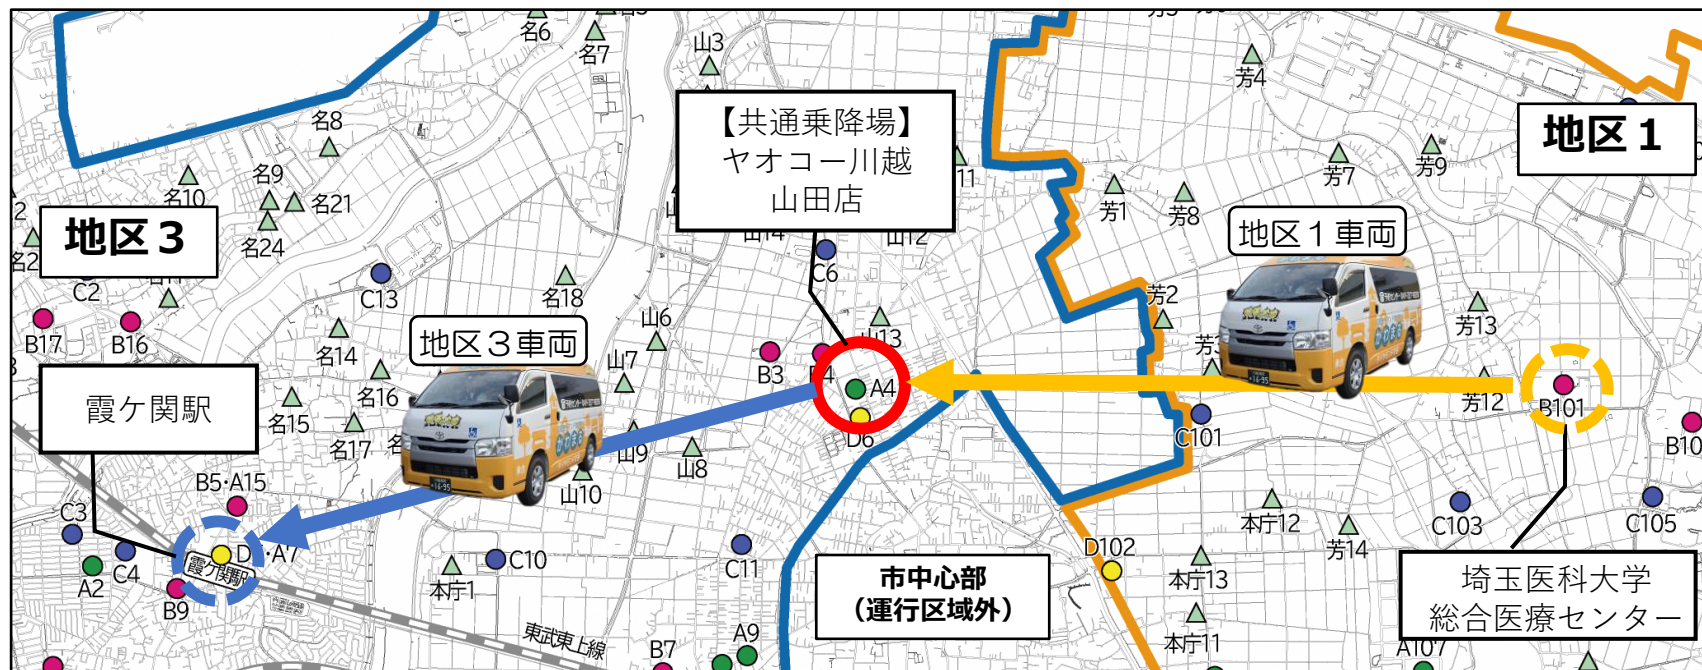 名6
名7
山3
芳4
【共通乗降場】
ヤオコー川越
山田店
地区1
名8
名9
名10
名21
名24
地区3
芳7
芳9
芳1
芳8
地区1車両
山12
C6
C2
C13
名18
芳2
芳13
B17
B16
名14
地区3車両
山6
山7
山13
B3
A4
D6
霞ケ関駅
名16
名15
名17
山9
山8
山10
芳12
B101
C101
B10
B5・A15
C3
C4
A2
B9
霞ケ関駅
・A7
本庁1
C10
C11
市中心部
(運行区域外)
D102
本庁12
芳14
C103
C105
本庁13
本庁11
埼玉医科大学
総合医療センター
東武東上線
B7
A9
A107